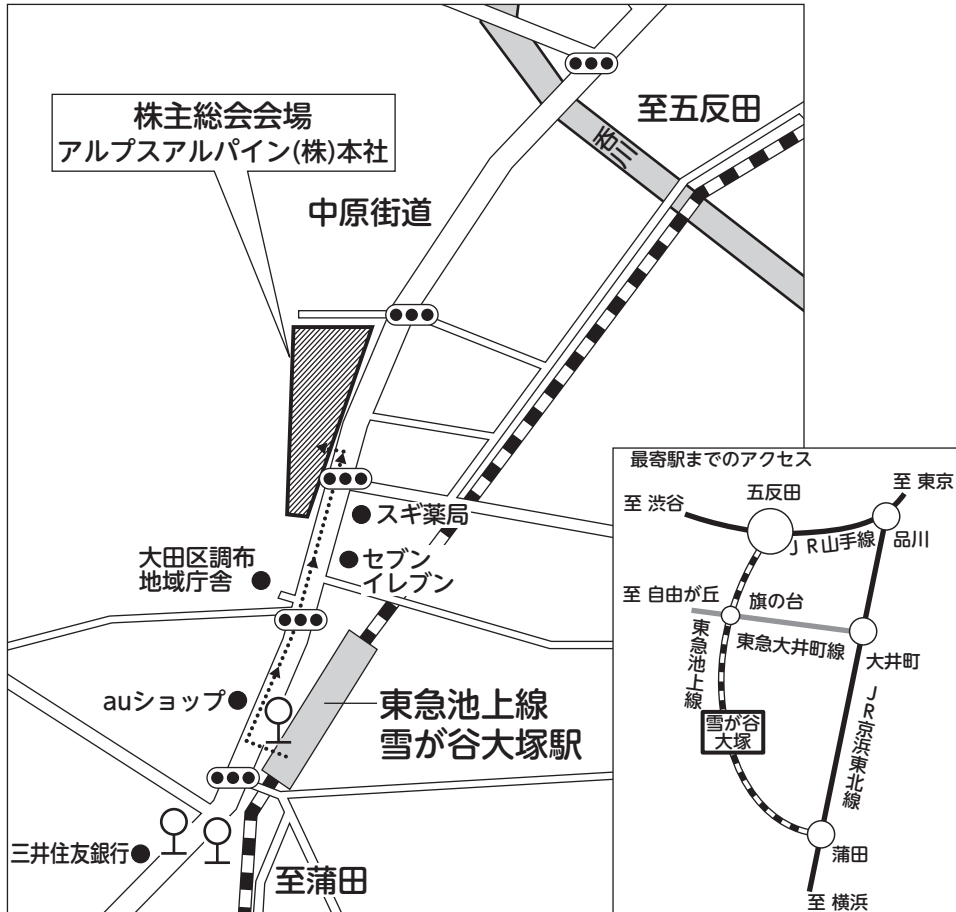 株主総会会場
アルプスアルパイン(株)本社
至五反田
呑川
中原街道
スギ薬局
セブン
イレブン
大田区調布
地域庁舎
auショップ
東急池上線
雪が谷大塚駅
三井住友銀行
至蒲田
最寄駅までのアクセス
至 東京
五反田
至 渋谷
JR山手線
品川
至 自由が丘
旗の台
東急大井町線
大井町
東急池上線
雪が谷
大塚
JR京浜東北線
蒲田
至 横浜